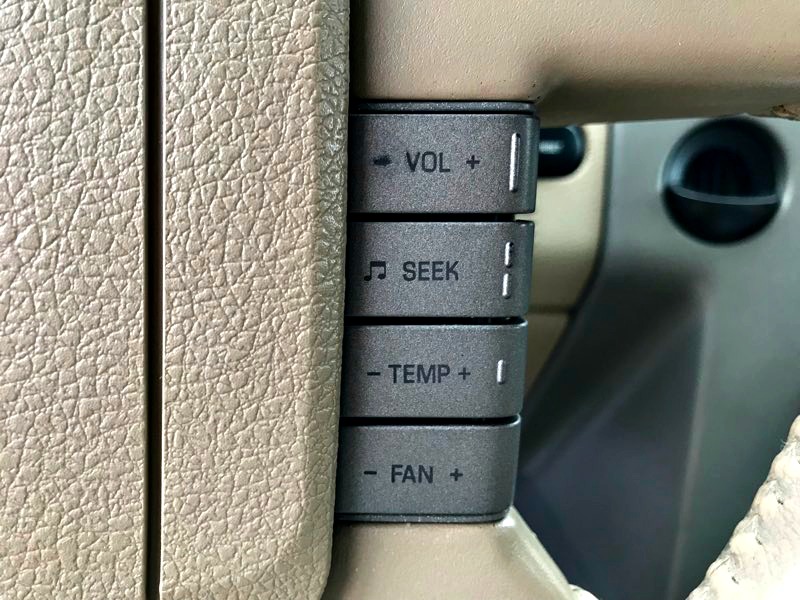 - VOL +
♫ SEEK
- TEMP +
- FAN +